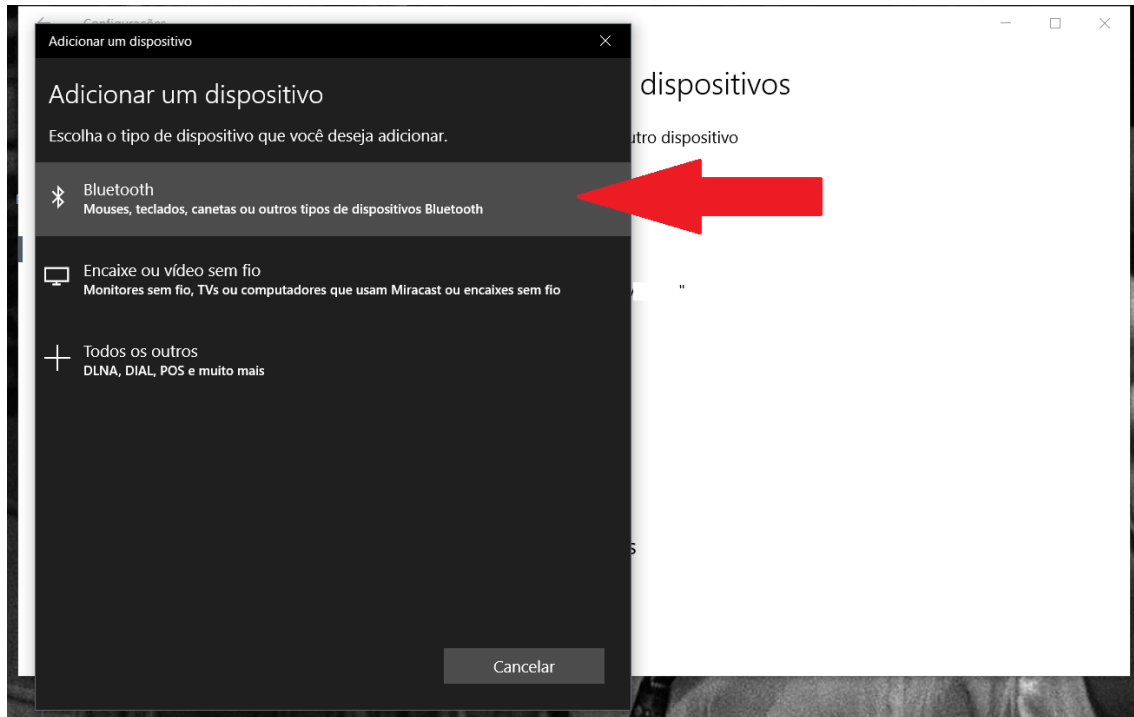 Configurações
Adicionar um dispositivo
Adicionar um dispositivo
Escolha o tipo de dispositivo que você deseja adicionar.
Bluetooth
Mouses, teclados, canetas ou outros tipos de dispositivos Bluetooth
Encaixe ou vídeo sem fio
Monitores sem fio, TVs ou computadores que usam Miracast ou encaixes sem fio
Todos os outros
DLNA, DIAL, POS e muito mais
Cancelar
dispositivos
utro dispositivo
"
s